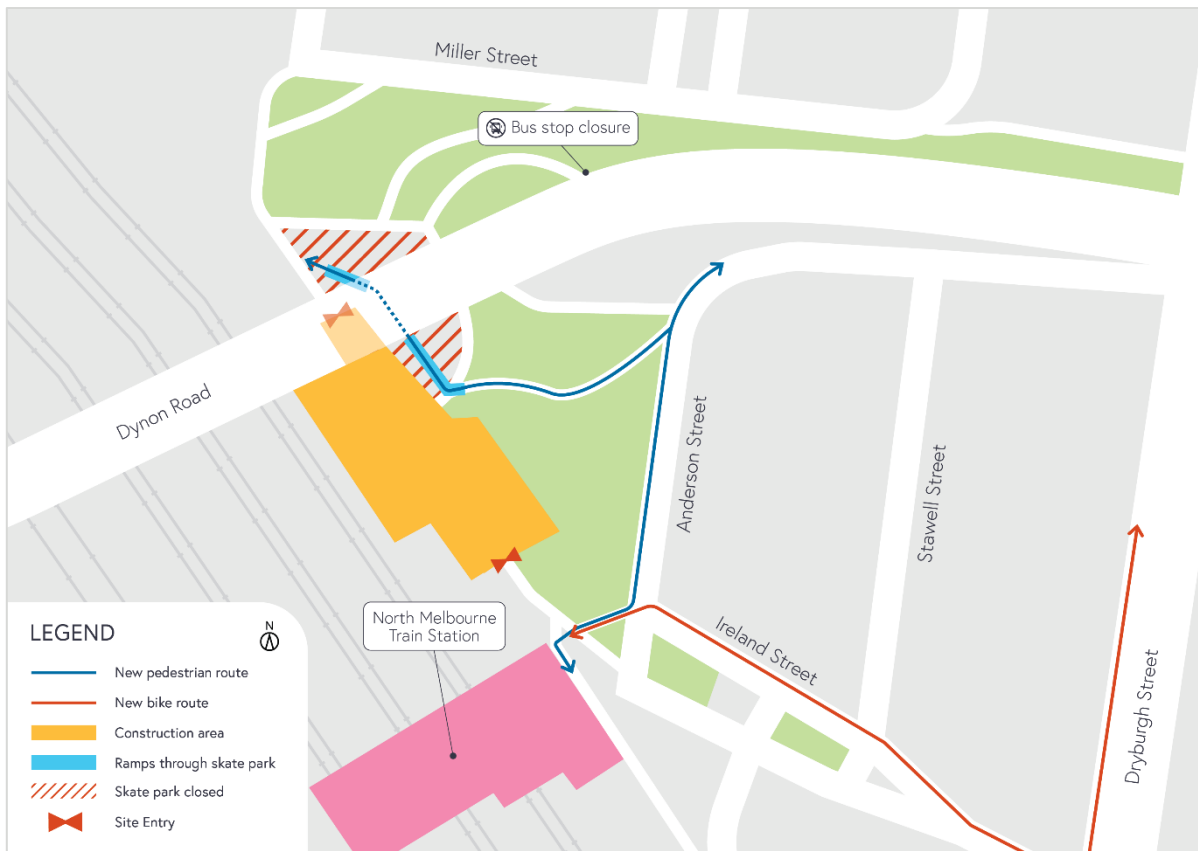 Miller Street
Bus stop closure
Dynon Road
Anderson Street
Stawell Street
Ireland Street
Dryburgh Street
North Melbourne
Train Station
LEGEND
N
New pedestrian route
New bike route
Construction area
Ramps through skate park
Skate park closed
Site Entry